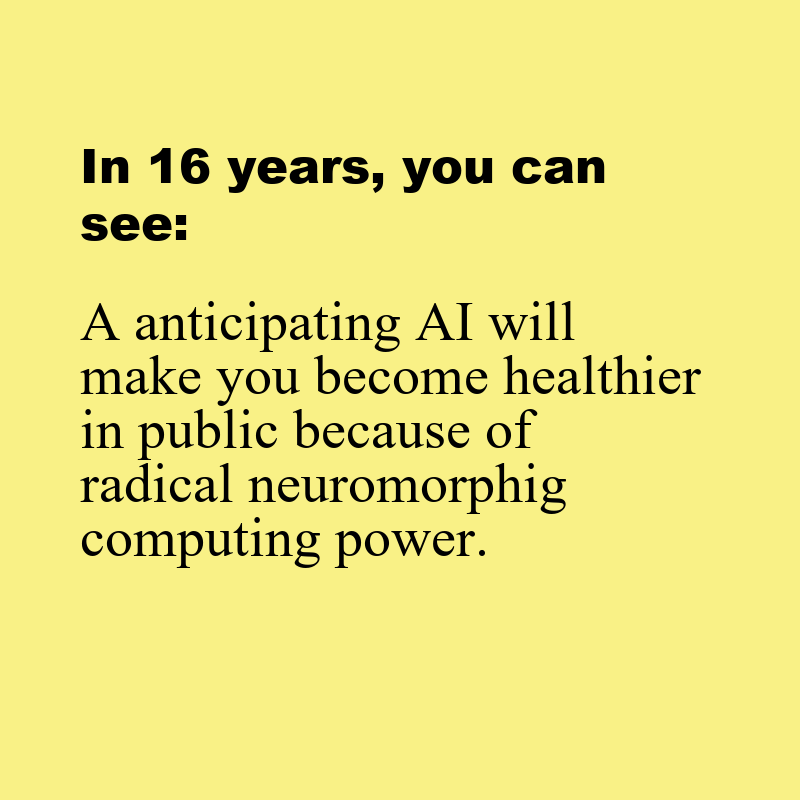 In 16 years, you can
see:
A anticipating AI will
make you become healthier
in public because of
radical neuromorphig
computing power.